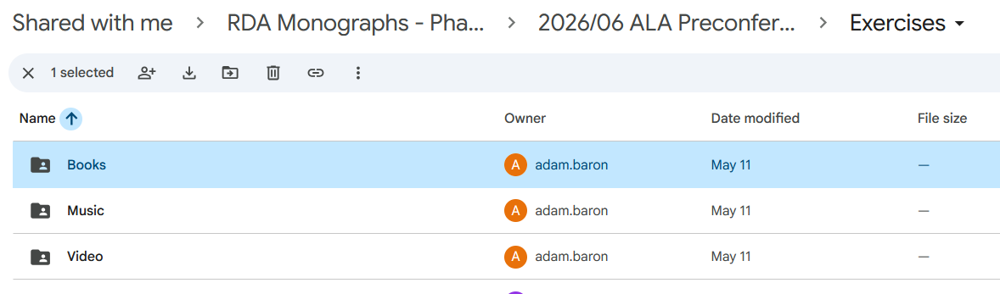 Shared with me > RDA Monographs - Pha... > 2026/06 ALA Preconfer... > Exercises
1 selected
Name Owner Date modified File size
Books A adam.baron May 11 —
Music A adam.baron May 11 —
Video A adam.baron May 11 —